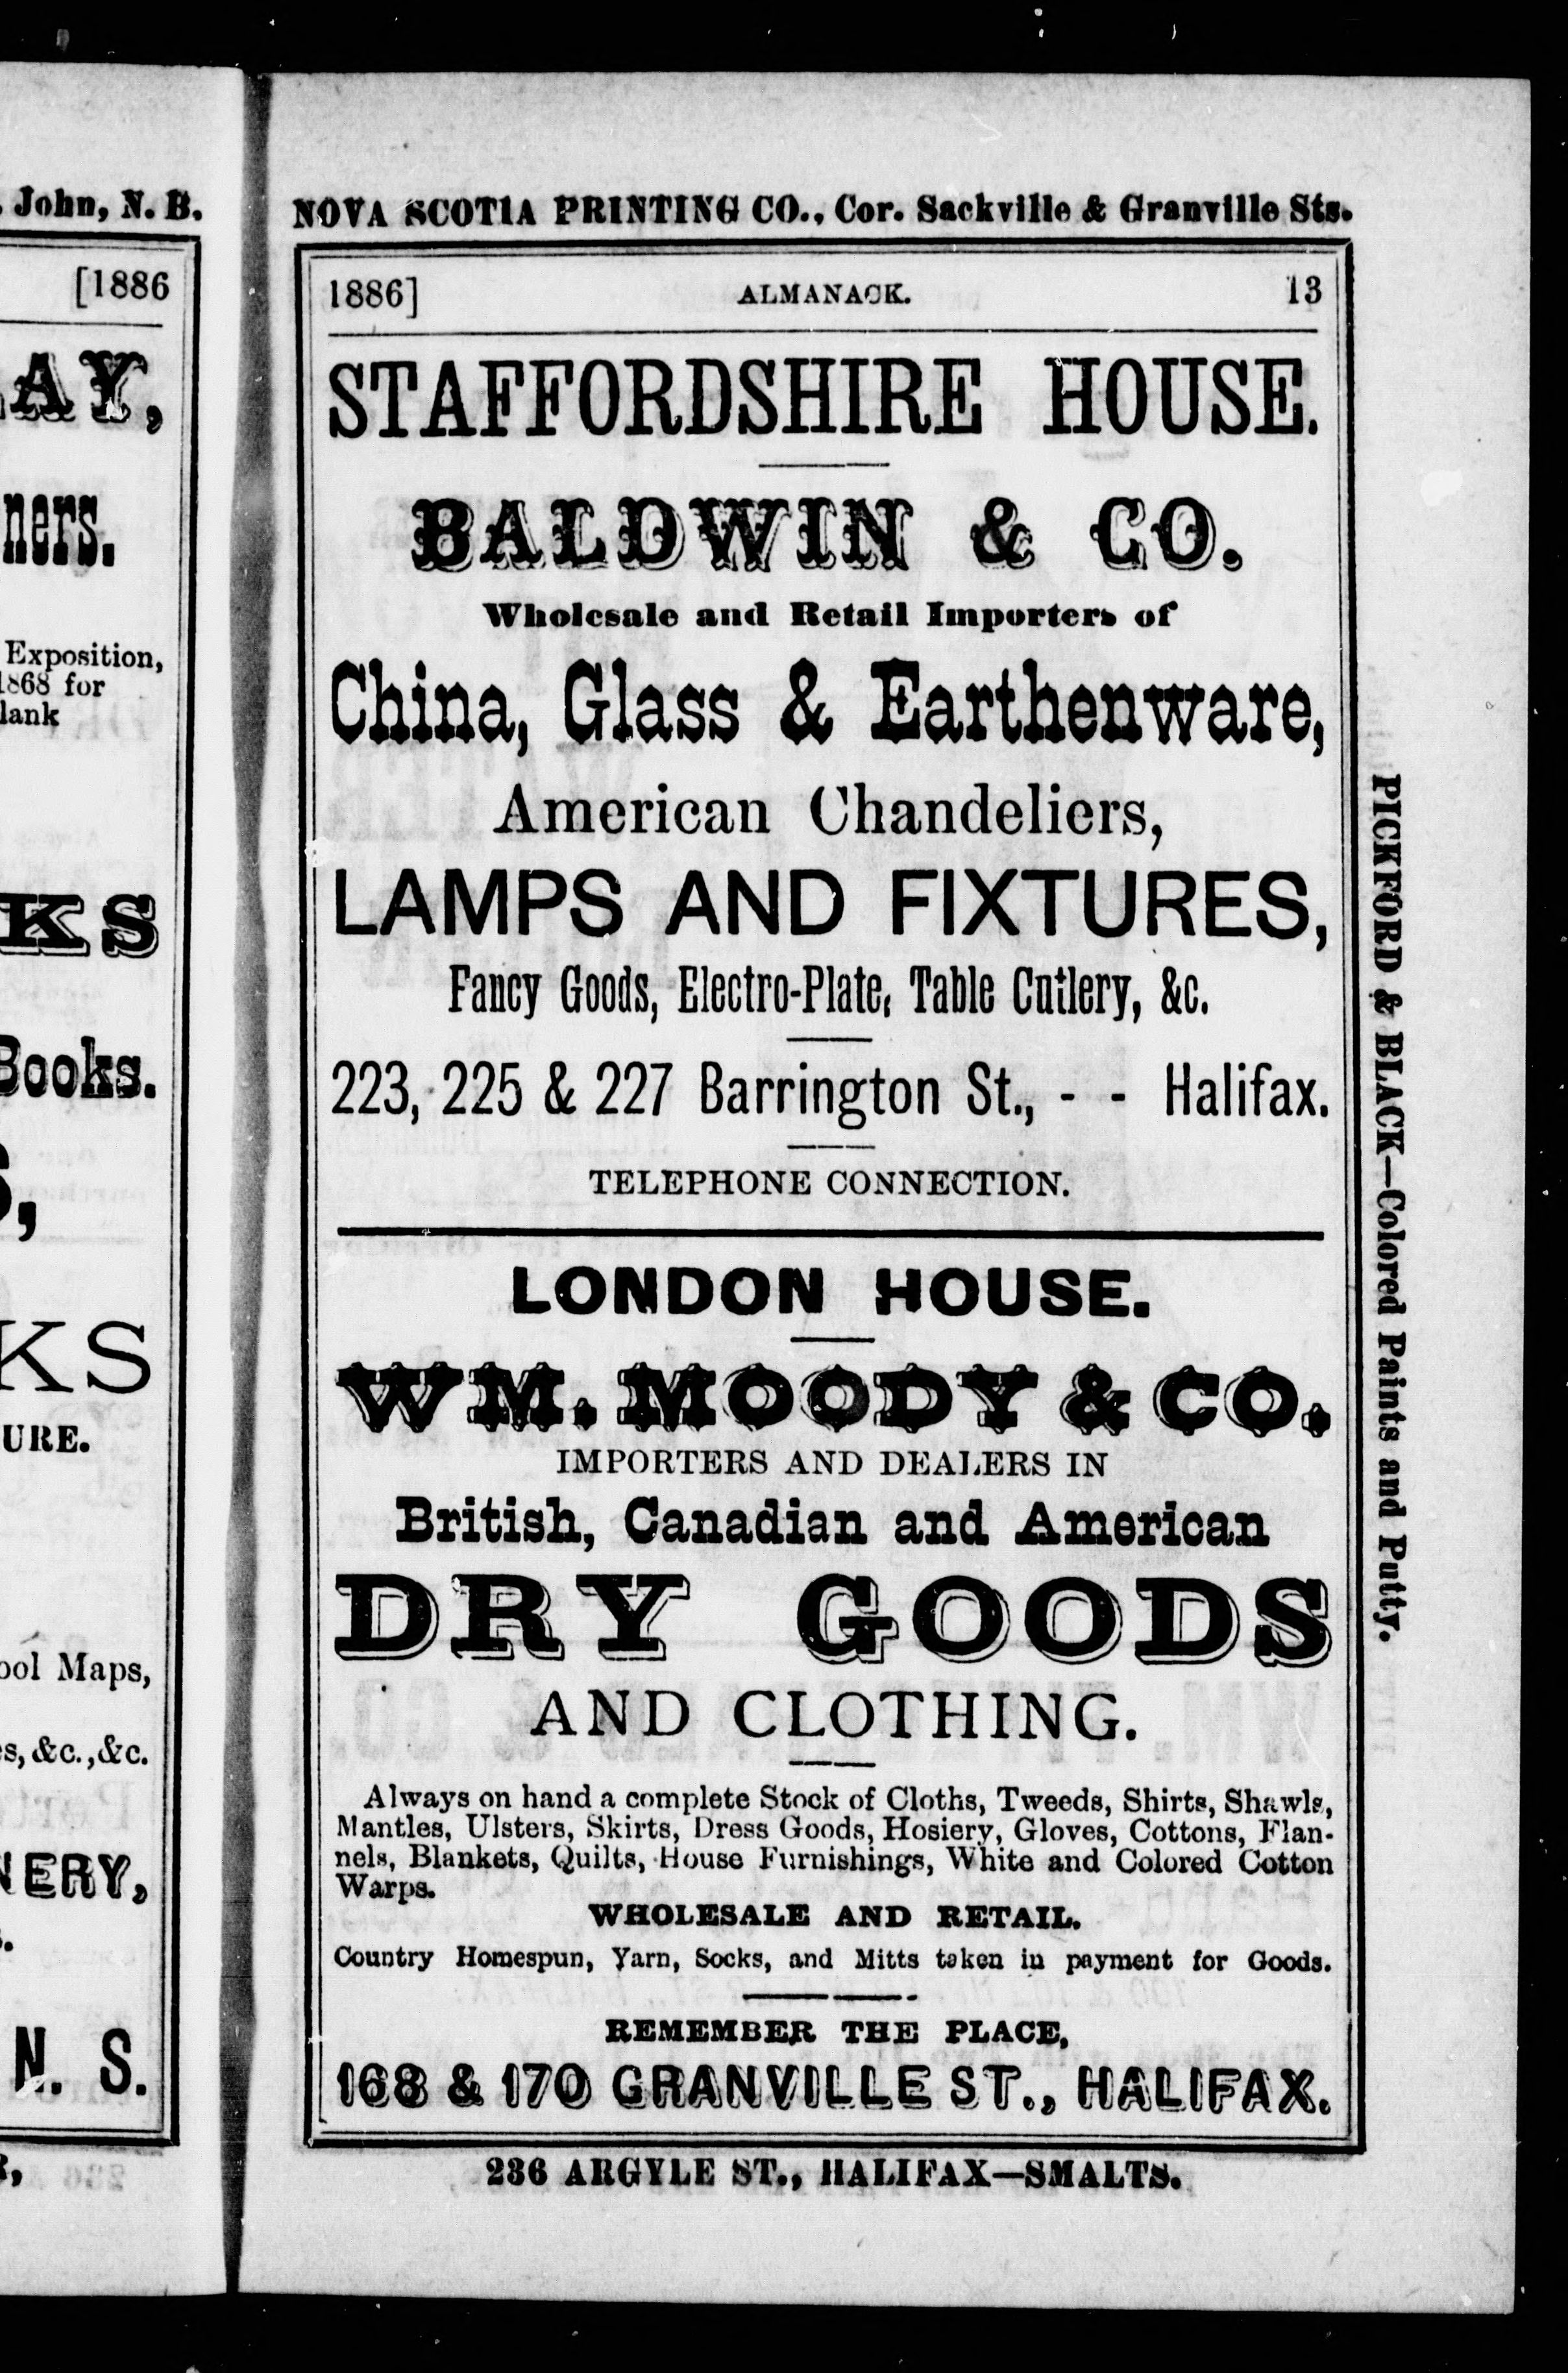 John, N. B.
[1886
AY,
ners.
Exposition,
1868 for
lank
KS
Books.
KS
URE.
ool Maps,
s, &c., &c.
ERY,
N. S.
NOVA SCOTIA PRINTING CO., Cor. Sackville & Granville Sts.
1886] ALMANACK. 13
STAFFORDSHIRE HOUSE.
BALDWIN & CO.
Wholesale and Retail Importers of
China, Glass & Earthenware,
American Chandeliers,
LAMPS AND FIXTURES,
Fancy Goods, Electro-Plate, Table Cutlery, &c.
223, 225 & 227 Barrington St., - - Halifax.
TELEPHONE CONNECTION.
LONDON HOUSE.
WM. MOODY & CO.
IMPORTERS AND DEALERS IN
British, Canadian and American
DRY GOODS
AND CLOTHING.
Always on hand a complete Stock of Cloths, Tweeds, Shirts, Shawls,
Mantles, Ulsters, Skirts, Dress Goods, Hosiery, Gloves, Cottons, Flan-
nels, Blankets, Quilts, House Furnishings, White and Colored Cotton
Warps.
WHOLESALE AND RETAIL.
Country Homespun, Yarn, Socks, and Mitts taken in payment for Goods.
REMEMBER THE PLACE,
168 & 170 GRANVILLE ST., HALIFAX.
236 ARGYLE ST., HALIFAX—SMALTS.
PICKFORD & BLACK—Colored Paints and Putty.